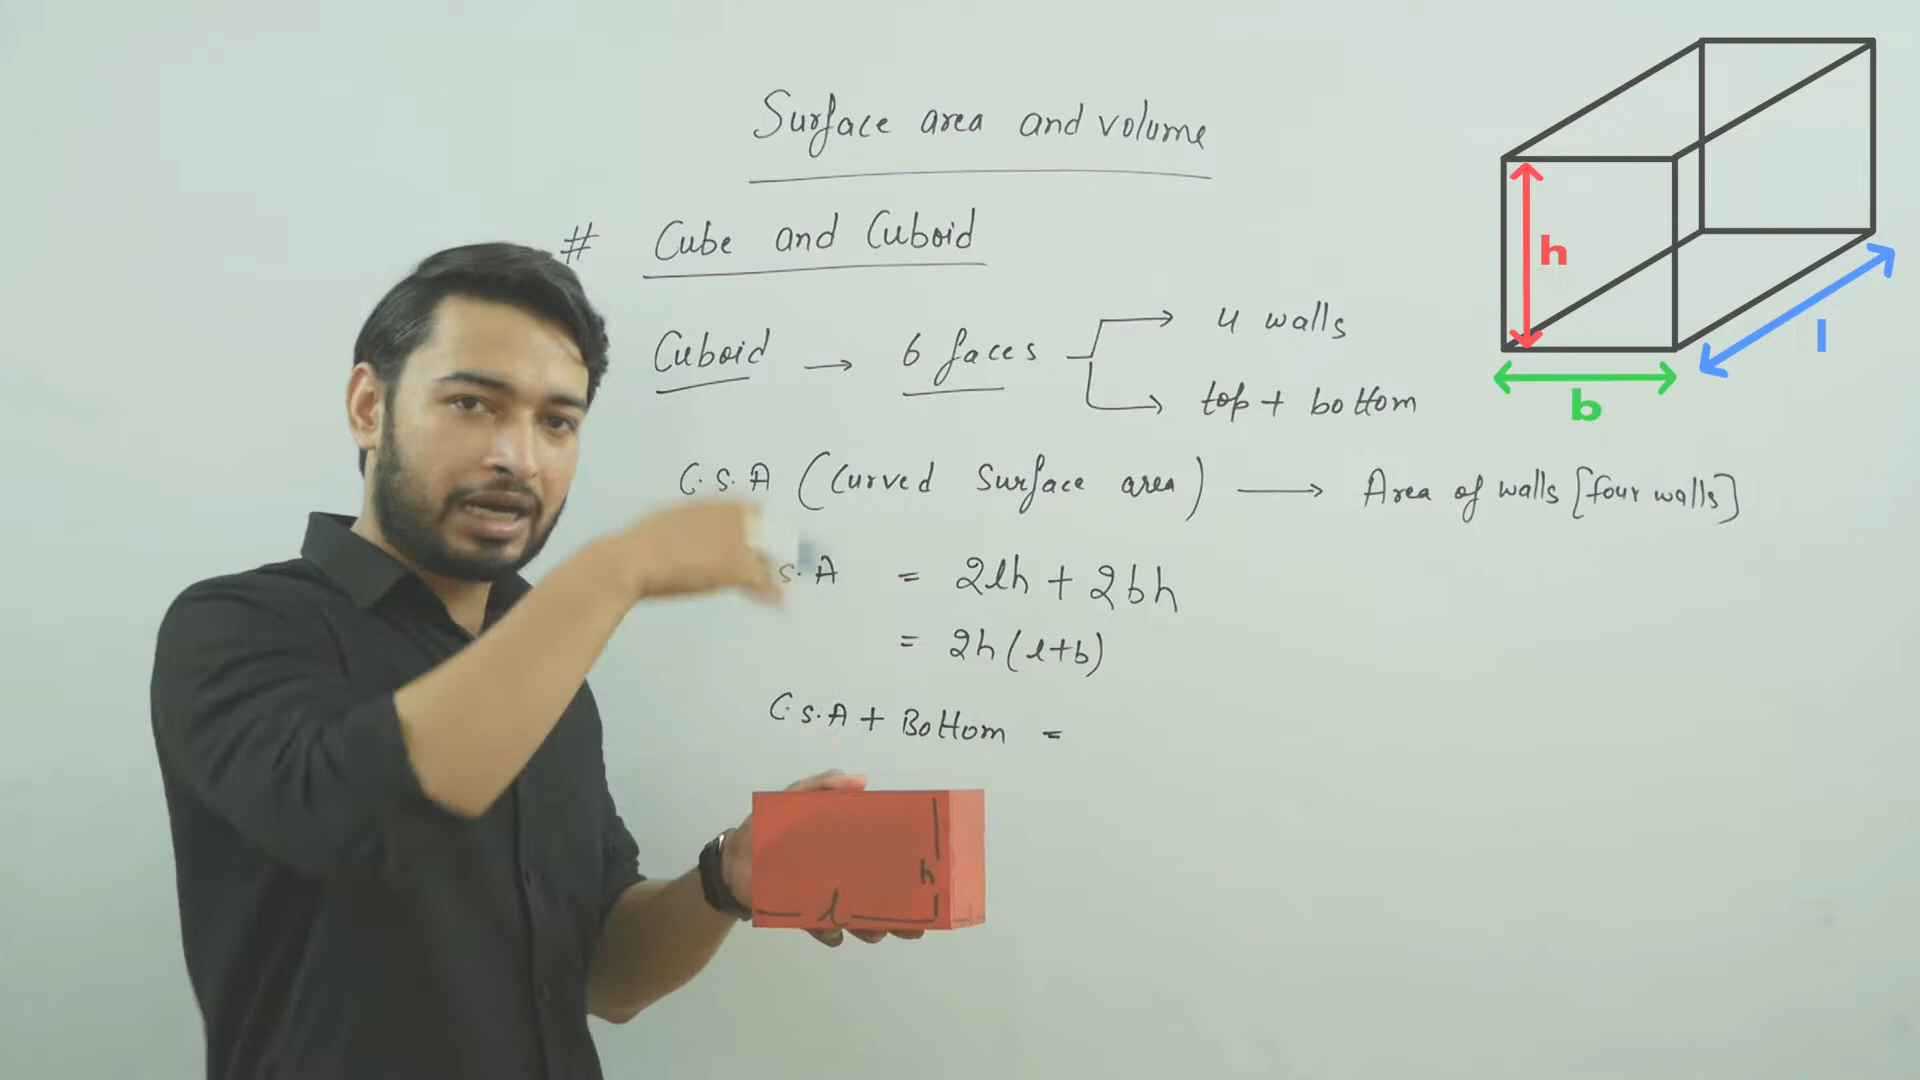 Surface area and volume
# Cube and Cuboid
Cuboid → 6 faces → 4 walls
→ top + bottom
C.S.A (Curved Surface area) → Area of walls [four walls]
S.A = 2lh + 2bh
= 2h(l+b)
C.S.A + Bottom =
h
l
h
b
l